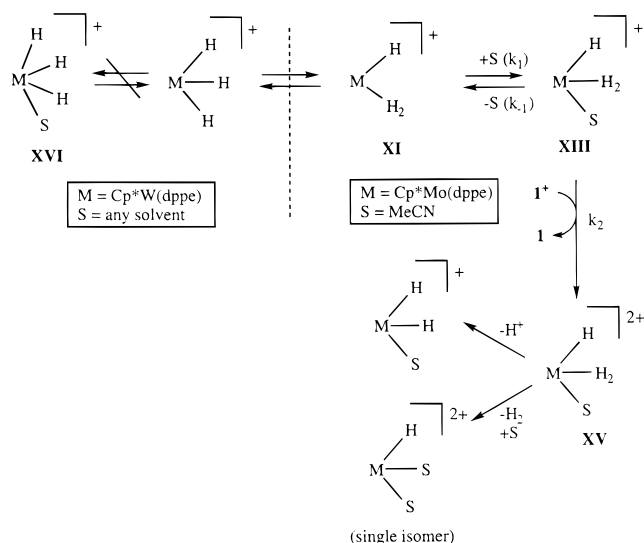 H + H + H + H +
M H H M H M M H2
H S H H2 S
+S (k1)
-S (k-1)
XVI XI XIII
M = Cp*W(dppe)
S = any solvent
M = Cp*Mo(dppe)
S = MeCN
1+
1
k2
H +
M H
S
-H+
H 2+
M H2
S
XV
-H2
+S
H 2+
M S
S
(single isomer)